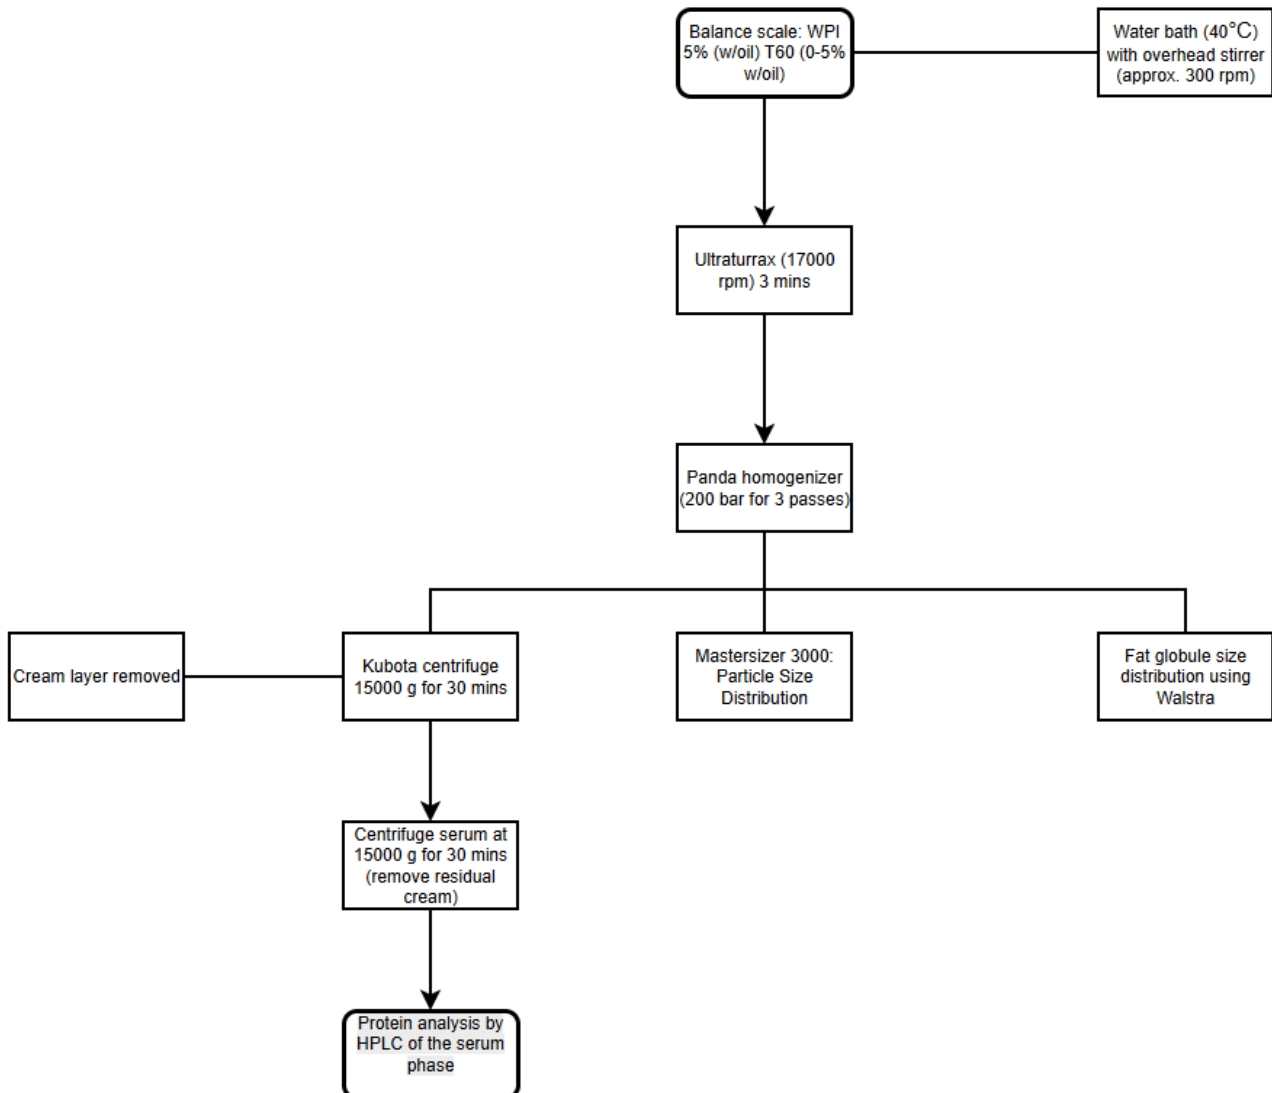 Balance scale: WPI
5% (w/oil) T60 (0-5%
w/oil)
Water bath (40°C)
with overhead stirrer
(approx. 300 rpm)
Ultraturrax (17000
rpm) 3 mins
Panda homogenizer
(200 bar for 3 passes)
Cream layer removed
Kubota centrifuge
15000 g for 30 mins
Mastersizer 3000:
Particle Size
Distribution
Fat globule size
distribution using
Walstra
Centrifuge serum at
15000 g for 30 mins
(remove residual
cream)
Protein analysis by
HPLC of the serum
phase